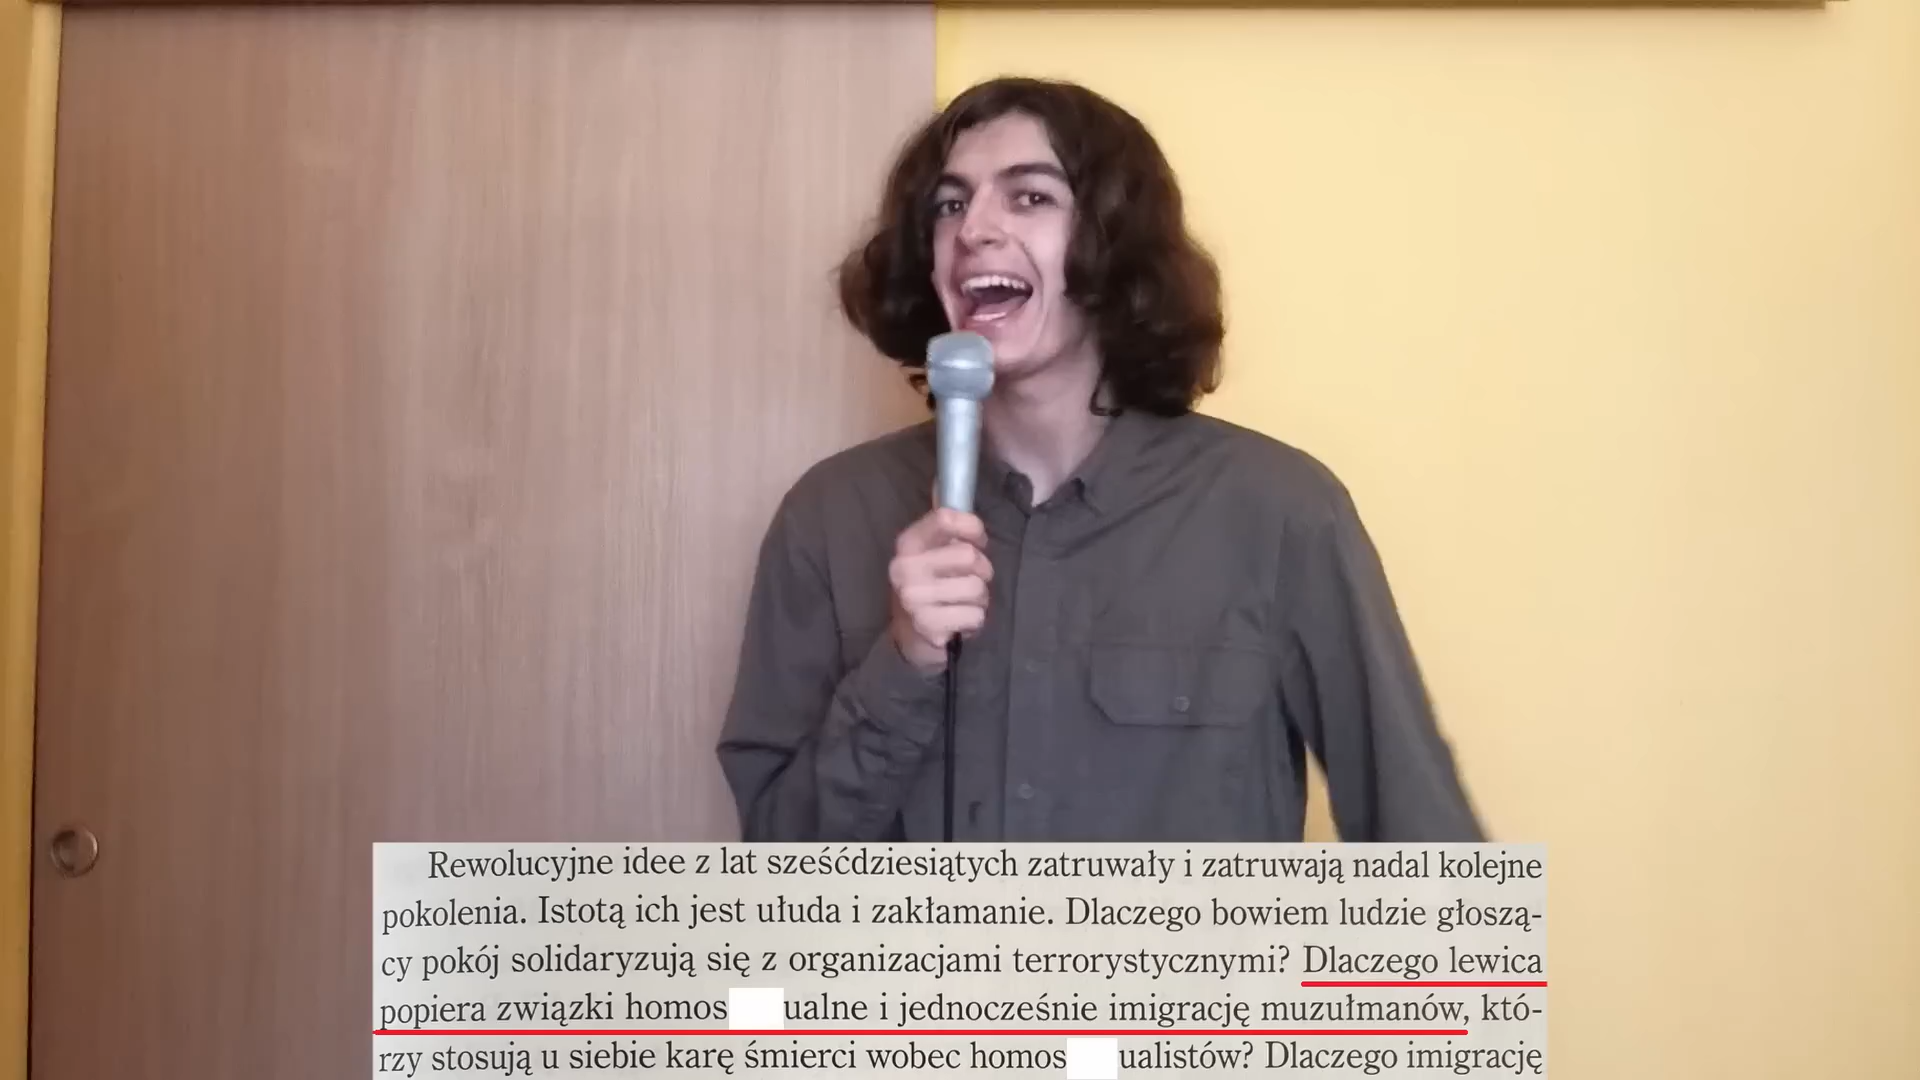 Rewolucyjne idee z lat sześćdziesiątych zatruwały i zatruwają nadal kolejne
pokolenia. Istotą ich jest ułuda i zakłamanie. Dlaczego bowiem ludzie głoszą-
cy pokój solidaryzują się z organizacjami terrorystycznymi? Dlaczego lewica
popiera związki homos ualne i jednocześnie imigrację muzułmanów, któ-
rzy stosują u siebie karę śmierci wobec homos ualistów? Dlaczego imigrację